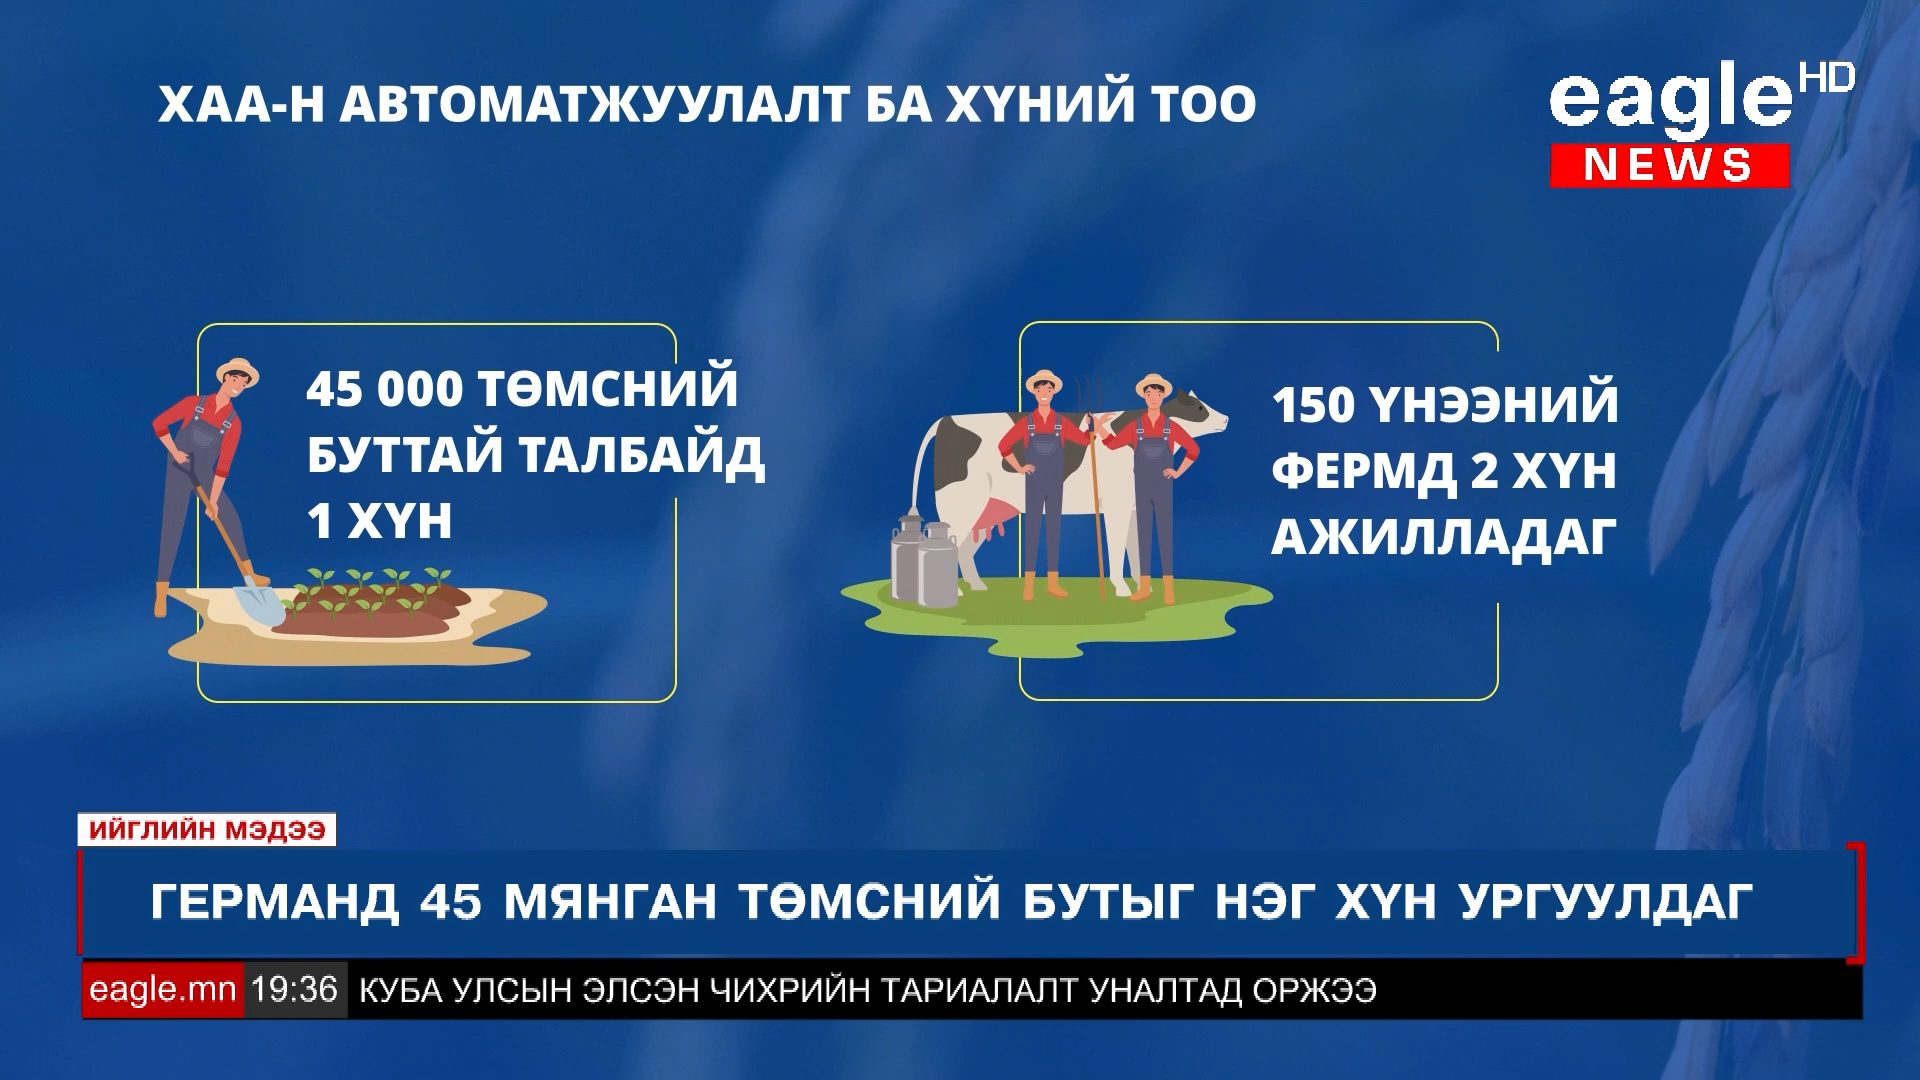 ХАА-Н АВТОМАТЖУУЛАЛТ БА ХҮНИЙ ТОО
eagle HD
NEWS
45 000 ТӨМСНИЙ
БУТТАЙ ТАЛБАЙД
1 ХҮН
150 ҮНЭЭНИЙ
ФЕРМД 2 ХҮН
АЖИЛЛАДАГ
ИЙГЛИЙН МЭДЭЭ
ГЕРМАНД 45 МЯНГАН ТӨМСНИЙ БУТЫГ НЭГ ХҮН УРГУУЛДАГ
eagle.mn 19:36 КУБА УЛСЫН ЭЛСЭН ЧИХРИЙН ТАРИАЛАЛТ УНАЛТАД ОРЖЭЭ